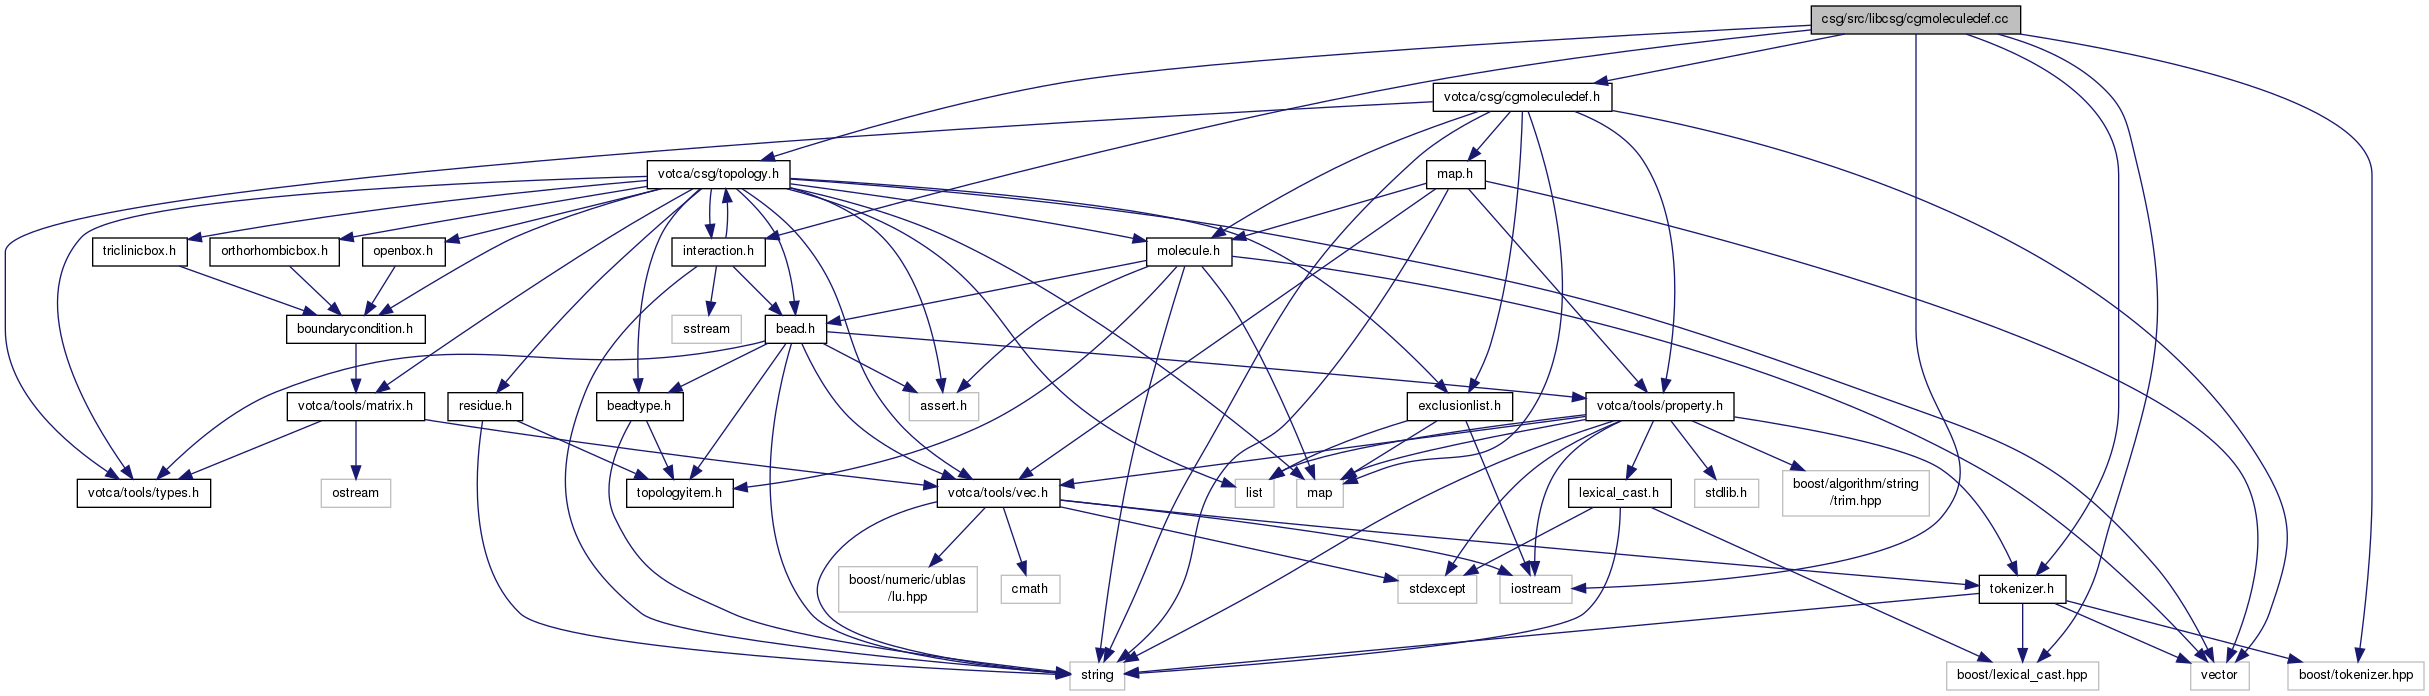 csg/src/libcsg/cgmoleculedef.cc
votca/csg/cgmoleculedef.h
votca/csg/topology.h
map.h
triclinicbox.h
orthorhombicbox.h
openbox.h
interaction.h
molecule.h
boundarycondition.h
sstream
bead.h
votca/tools/matrix.h
residue.h
beadtype.h
assert.h
exclusionlist.h
votca/tools/property.h
votca/tools/types.h
ostream
topologyitem.h
votca/tools/vec.h
list
map
lexical_cast.h
stdlib.h
boost/algorithm/string
/trim.hpp
boost/numeric/ublas
/lu.hpp
cmath
stdexcept
iostream
tokenizer.h
string
boost/lexical_cast.hpp
vector
boost/tokenizer.hpp